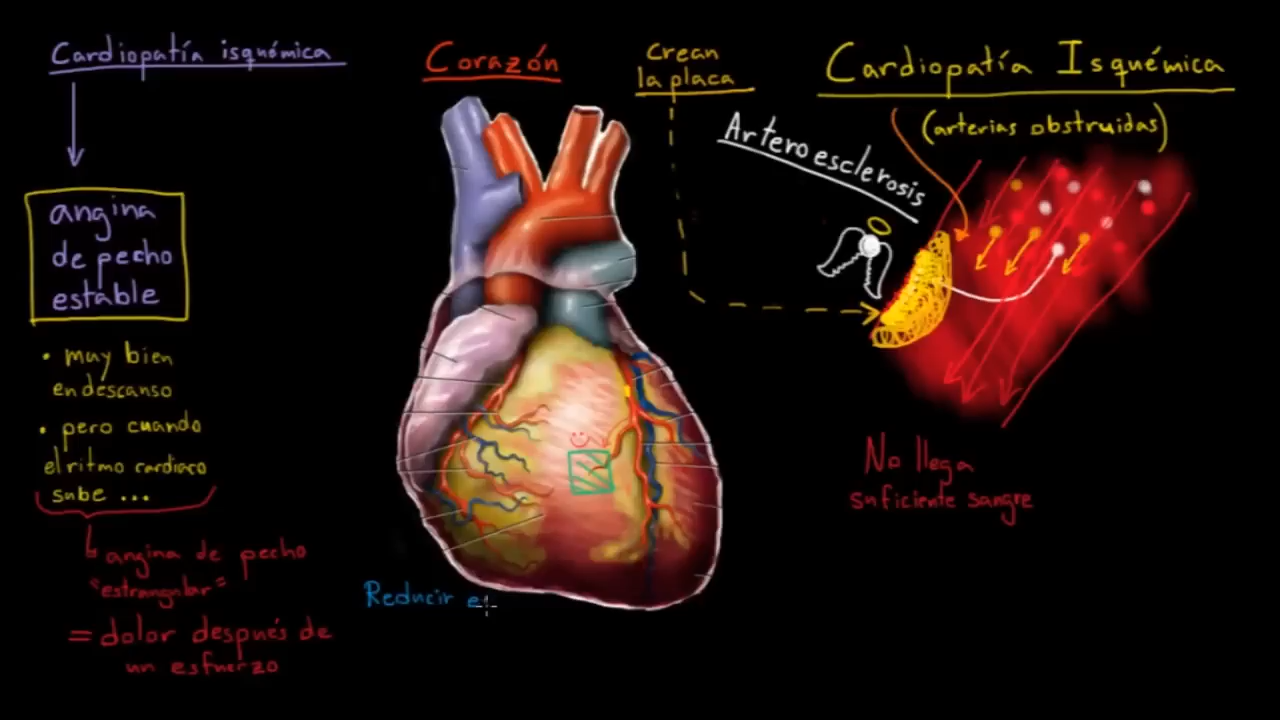 Cardiopatía isquémica
angina
de pecho
estable
• muy bien
en descanso
• pero cuando
el ritmo cardiaco
sube ...
angina de pecho
"estrangular"
= dolor después de
un esfuerzo
Corazón
Reducir e
Crean
la placa
Arteroesclerosis
Cardiopatía Isquémica
(arterias obstruidas)
No llega
suficiente sangre